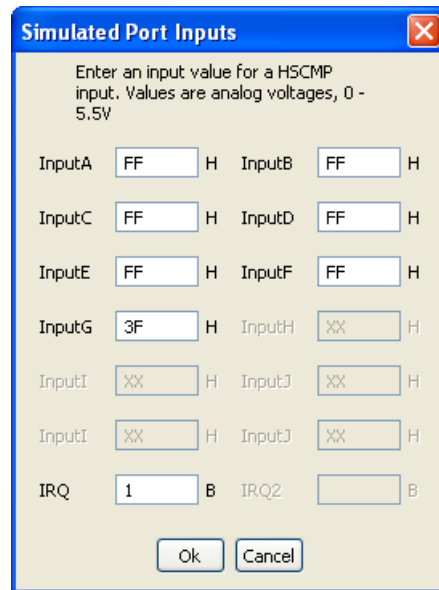 Simulated Port Inputs
Enter an input value for a HSCMP
input. Values are analog voltages, 0 -
5.5V
InputA FF H InputB FF H
InputC FF H InputD FF H
InputE FF H InputF FF H
InputG 3F H InputH XX H
InputI XX H InputJ XX H
InputI XX H InputJ XX H
IRQ 1 B IRQ2 B
Ok Cancel